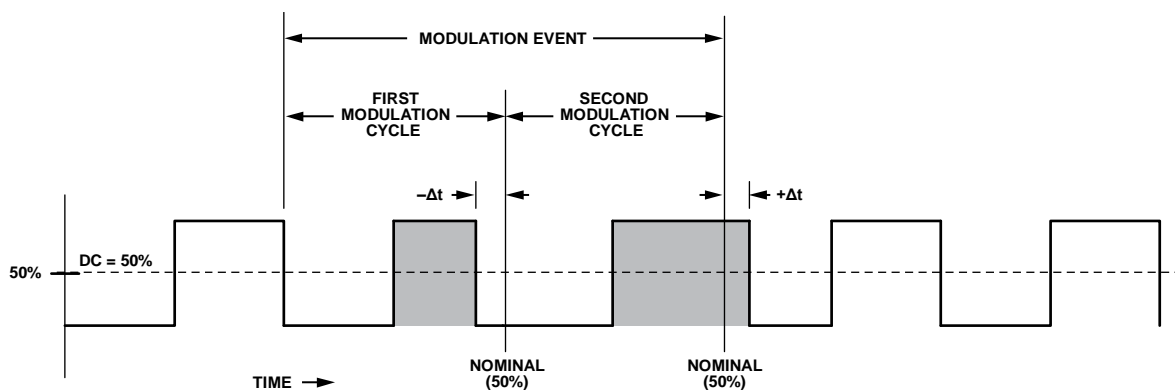 MODULATION EVENT
FIRST
MODULATION
CYCLE
SECOND
MODULATION
CYCLE
–Δt
+Δt
50%
DC = 50%
NOMINAL
(50%)
NOMINAL
(50%)
TIME